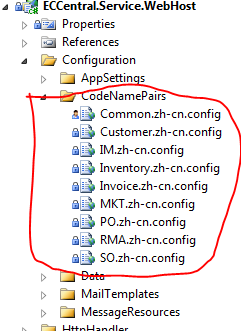 ECCentral.Service.WebHost
Properties
References
Configuration
AppSettings
CodeNamePairs
Common.zh-cn.config
Customer.zh-cn.config
IM.zh-cn.config
Inventory.zh-cn.config
Invoice.zh-cn.config
MKT.zh-cn.config
PO.zh-cn.config
RMA.zh-cn.config
SO.zh-cn.config
Data
MailTemplates
MessageResources
HttpHandler